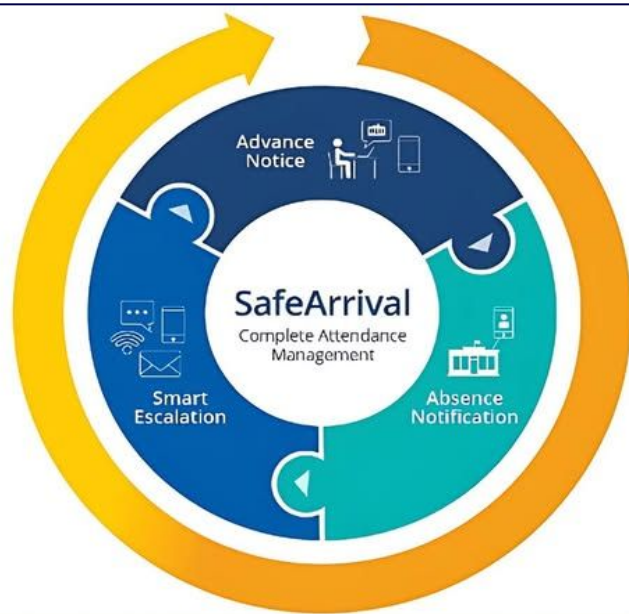 Advance
Notice
SafeArrival
Complete Attendance
Management
Smart
Escalation
Absence
Notification